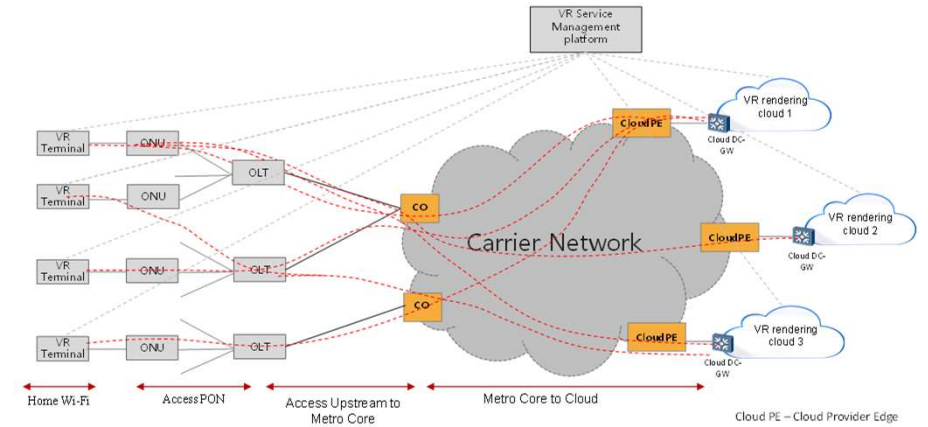 VR Service
Management
platform
VR rendering
cloud 1
CloudPE
Cloud DC-
GW
VR
Terminal
ONU
OLT
VR
Terminal
ONU
CO
VR rendering
cloud 2
CloudPE
Cloud DC-
GW
Carrier Network
VR
Terminal
ONU
OLT
CO
VR rendering
cloud 3
CloudPE
Cloud DC-
GW
VR
Terminal
ONU
OLT
Home Wi-Fi
Access PON
Access Upstream to
Metro Core
Metro Core to Cloud
Cloud PE – Cloud Provider Edge